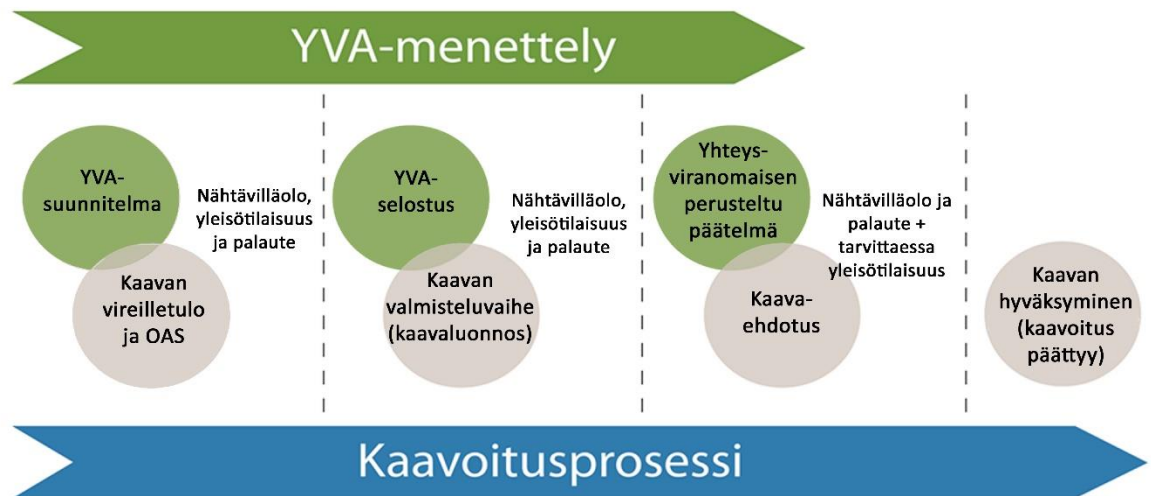 YVA-menettely
YVA-
suunnitelma
Nähtävilläolo,
yleisötilaisuus
ja palaute
Kaavan
vireilletulo
ja OAS
YVA-
selostus
Nähtävilläolo,
yleisötilaisuus
ja palaute
Kaavan
valmisteluvaihe
(kaavaluonnos)
Yhteys-
viranomaisen
perusteltu
päätelmä
Nähtävilläolo ja
palaute +
tarvittaessa
yleisötilaisuus
Kaava-
ehdotus
Kaavan
hyväksyminen
(kaavoitus
päättyy)
Kaavoitusprosessi